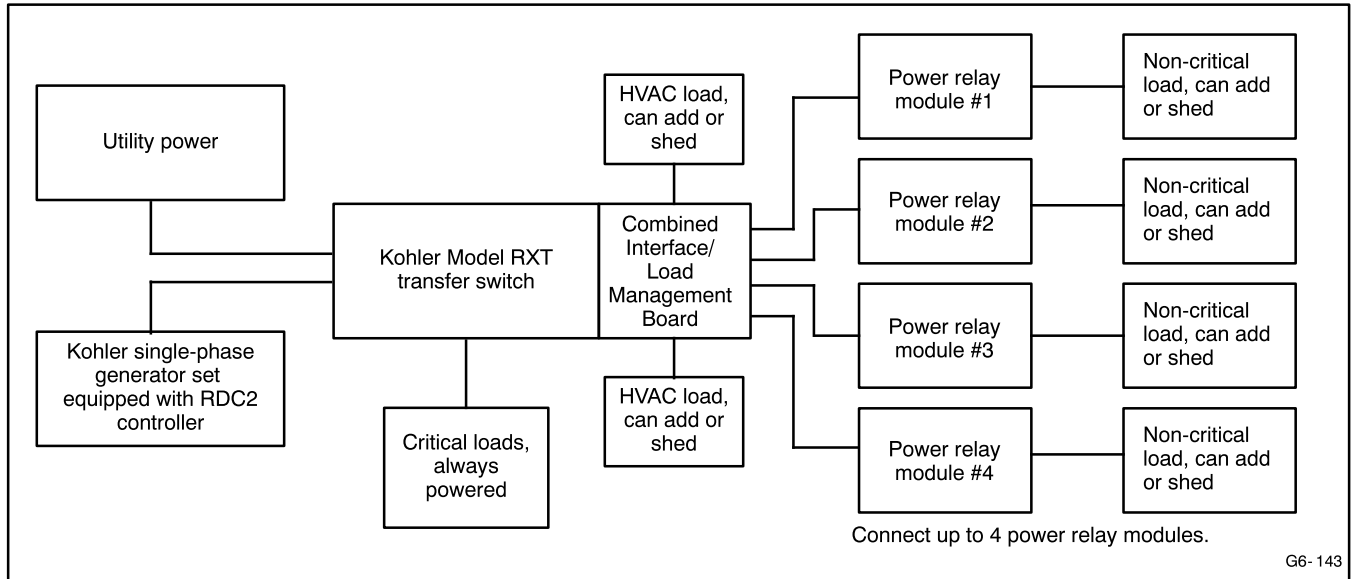 Utility power
Kohler single-phase
generator set
equipped with RDC2
controller
Kohler Model RXT
transfer switch
Critical loads,
always
powered
HVAC load,
can add or
shed
Combined
Interface/
Load
Management
Board
HVAC load,
can add or
shed
Power relay
module #1
Non-critical
load, can add
or shed
Power relay
module #2
Non-critical
load, can add
or shed
Power relay
module #3
Non-critical
load, can add
or shed
Power relay
module #4
Non-critical
load, can add
or shed
Connect up to 4 power relay modules.
G6-143